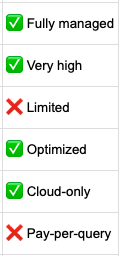 ✅ Fully managed
✅ Very high
❌ Limited
✅ Optimized
✅ Cloud-only
❌ Pay-per-query